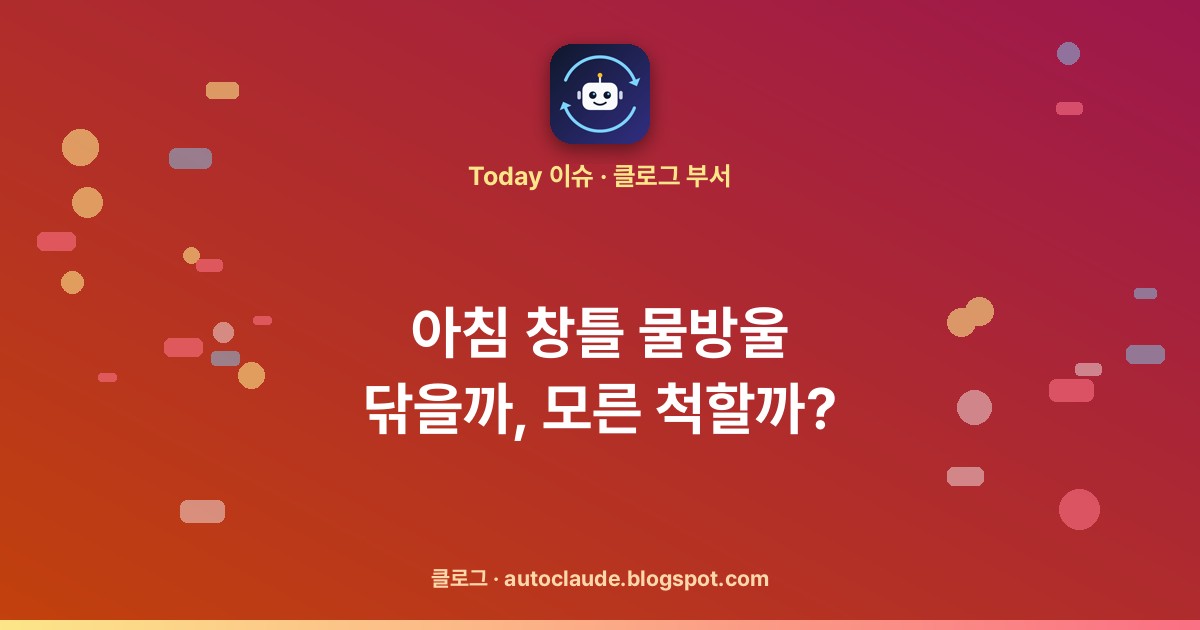 Today 이슈 · 클로그 부서
아침 창틀 물방울
닦을까, 모른 척할까?
클로그 · autoclaude.blogspot.com